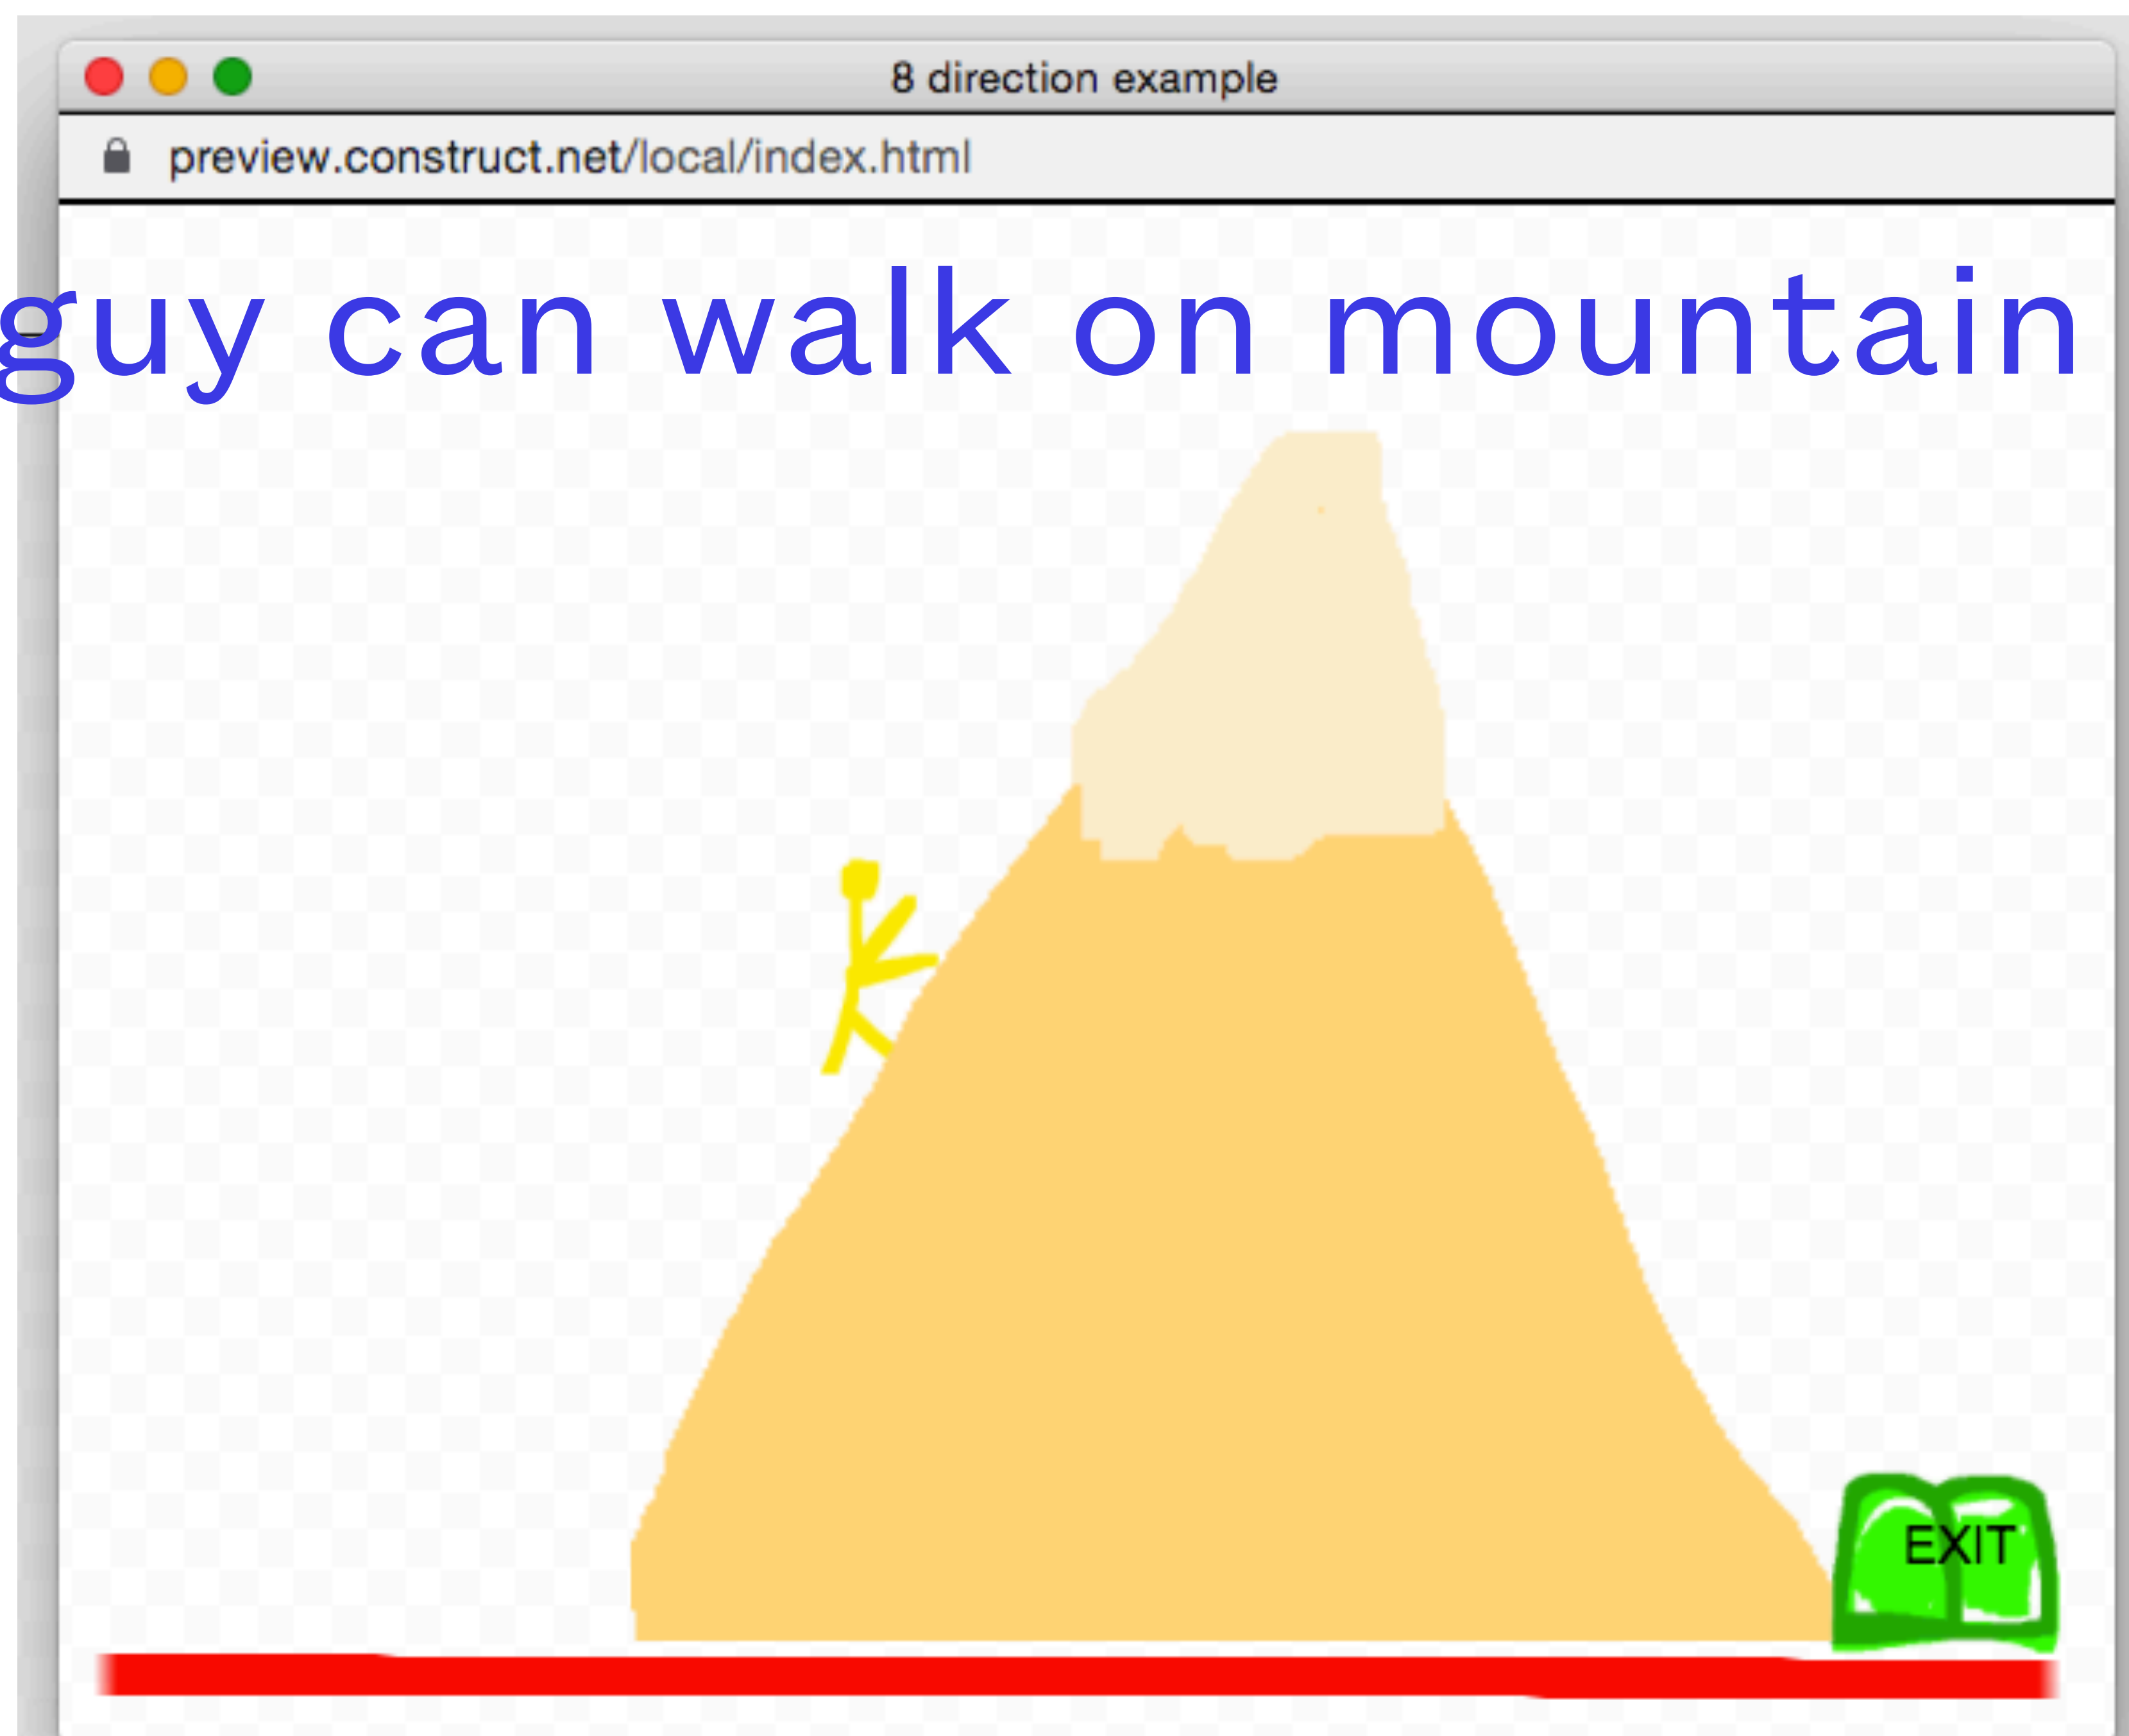 8 direction example
preview.construct.net/local/index.html
guy can walk on mountain
EXIT